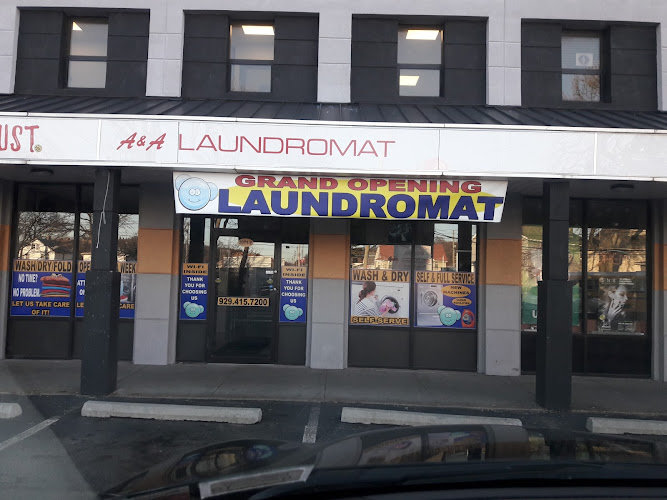 UST.
A&A LAUNDROMAT
GRAND OPENING
LAUNDROMAT
WASH/DRY/FOLD
NO TIME?
NO PROBLEM.
LET US TAKE CARE
OF IT!
WEEK
CARE
WI-FI
INSIDE
THANK
YOU FOR
CHOOSING
US
929.415.7200
WI-FI
INSIDE
THANK
YOU FOR
CHOOSING
US
WASH & DRY
SELF SERVE
SELF & FULL SERVICE